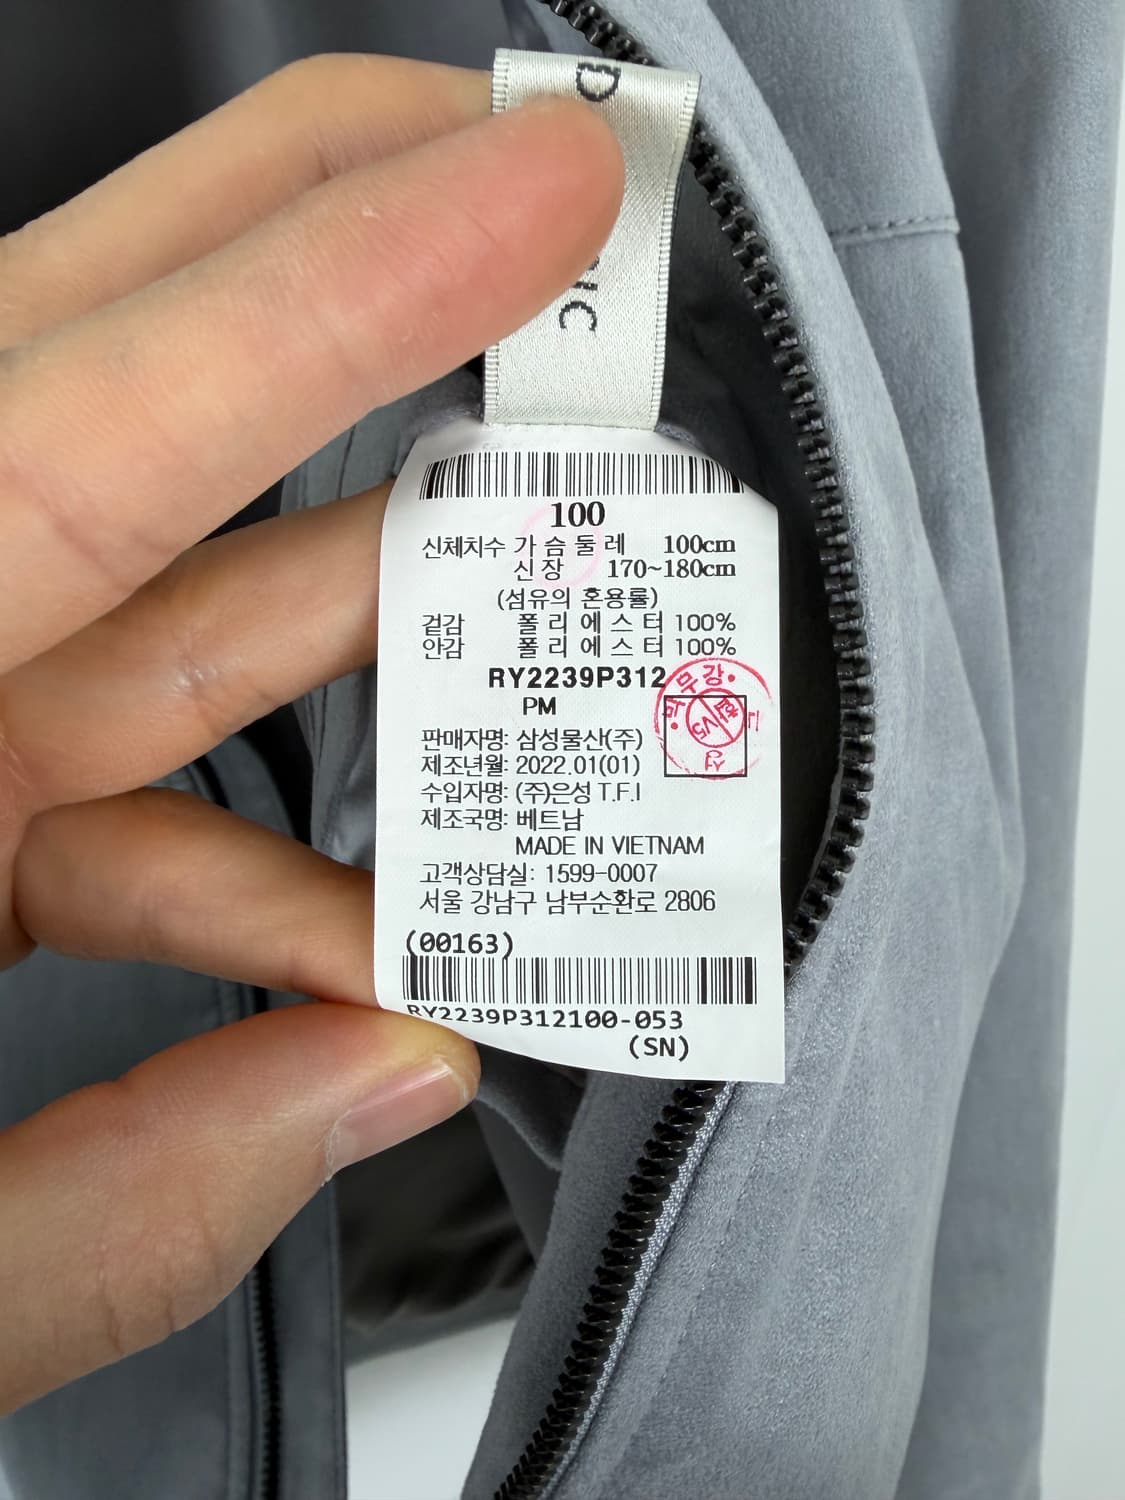 D
IC
100
신체치수 가슴둘레 100cm
신장 170~180cm
(섬유의 혼용률)
겉감 폴리에스터 100%
안감 폴리에스터 100%
RY2239P312
PM
판매자명: 삼성물산(주)
제조년월: 2022.01(01)
수입자명: (주)은성 T.F.I
제조국명: 베트남
MADE IN VIETNAM
고객상담실: 1599-0007
서울 강남구 남부순환로 2806
(00163)
RY2239P312100-053
(SN)